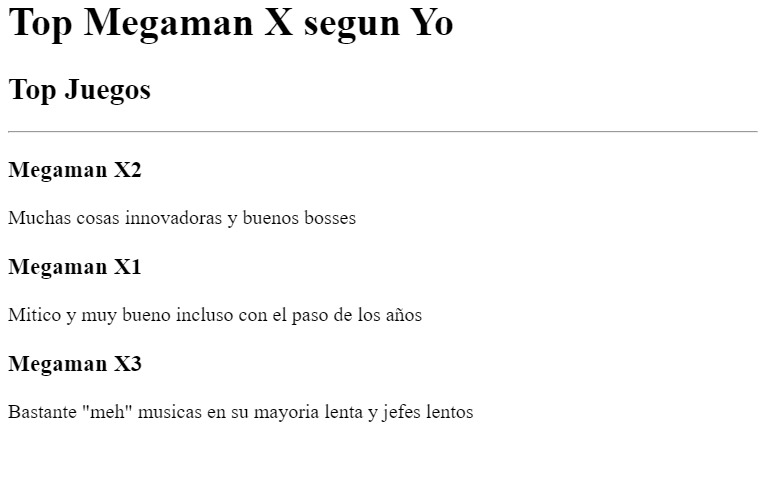 Top Megaman X segun Yo
Top Juegos
Megaman X2
Muchas cosas innovadoras y buenos bosses
Megaman X1
Mitico y muy bueno incluso con el paso de los años
Megaman X3
Bastante "meh" musicas en su mayoria lenta y jefes lentos